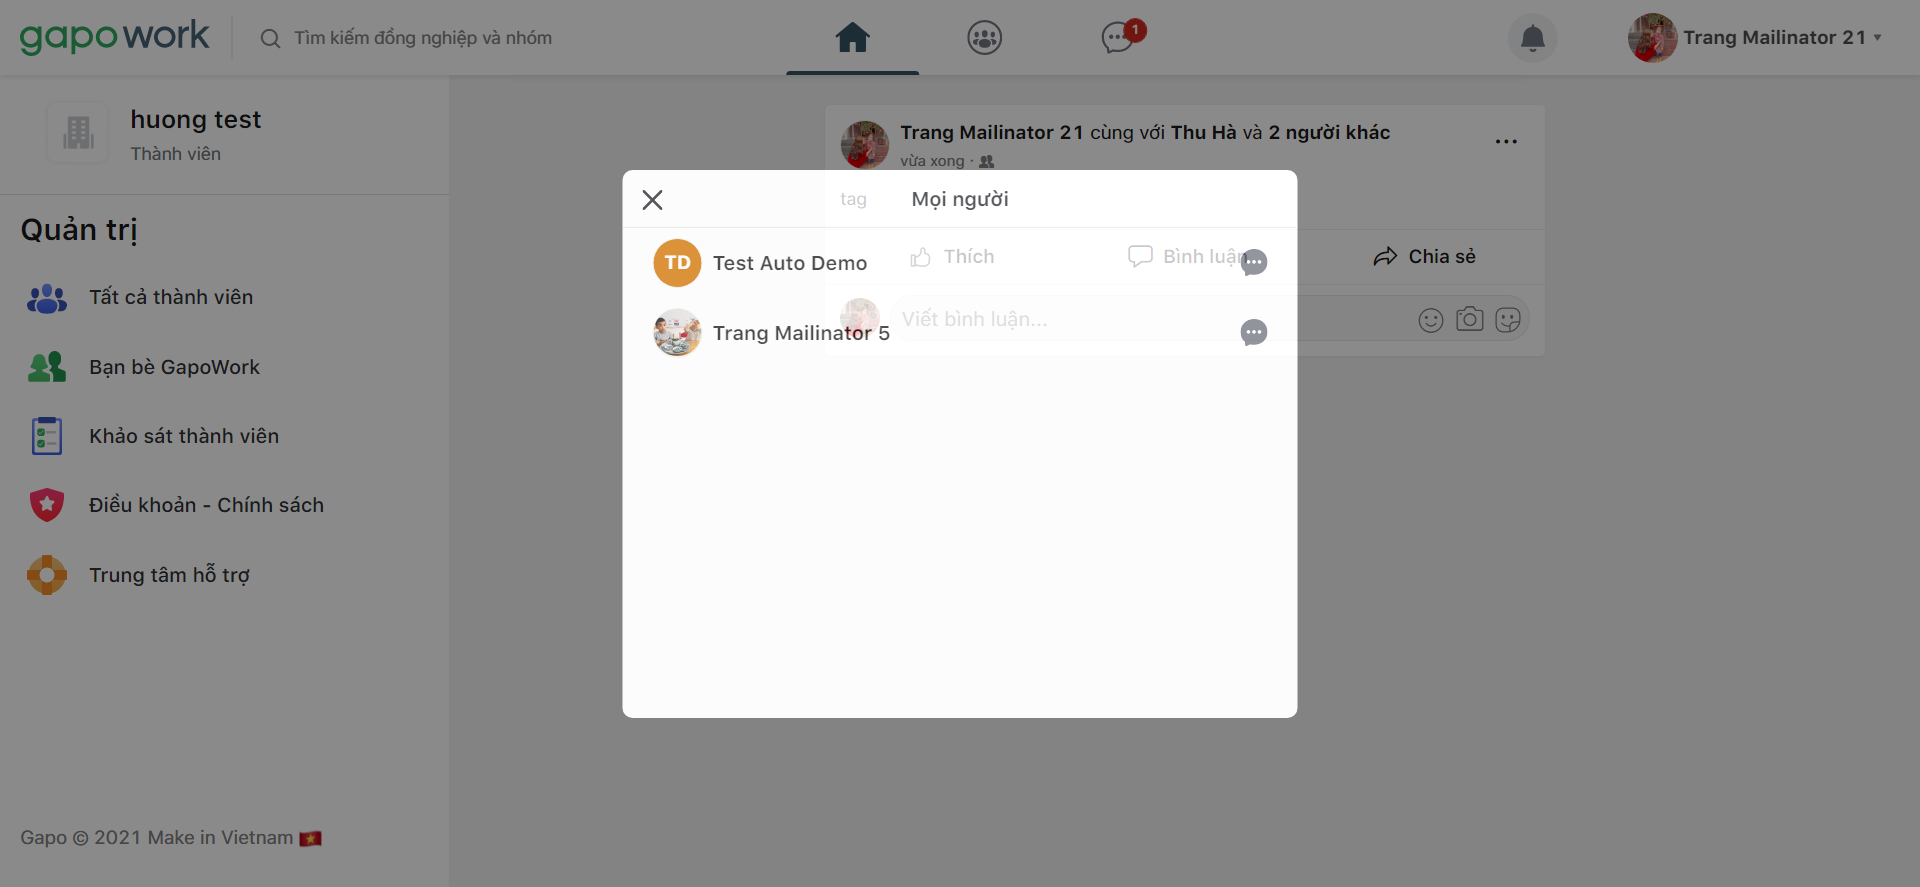 gapowork
Tìm kiếm đồng nghiệp và nhóm
1
Trang Mailinator 21
huong test
Thành viên
Quản trị
Tất cả thành viên
Bạn bè GapoWork
Khảo sát thành viên
Điều khoản - Chính sách
Trung tâm hỗ trợ
Gapo © 2021 Make in Vietnam
Trang Mailinator 21 cùng với Thu Hà và 2 người khác
vừa xong ·
tag
Mọi người
TD Test Auto Demo
Trang Mailinator 5
Thích
Bình luận
Chia sẻ
Viết bình luận...